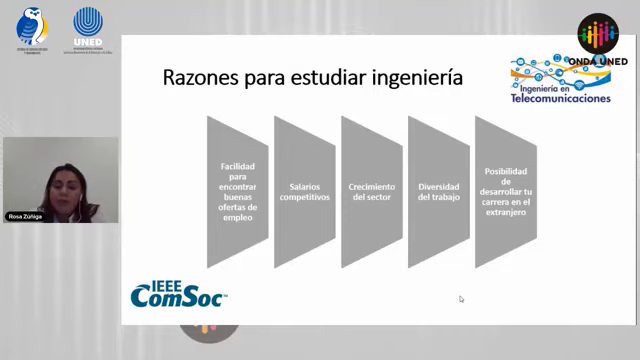 UNED
ONDA UNED
Razones para estudiar ingeniería
Ingeniería en
Telecomunicaciones
Facilidad
para
encontrar
buenas
ofertas de
empleo
Salarios
competitivos
Crecimiento
del sector
Diversidad
del trabajo
Posibilidad
de
desarrollar tu
carrera en el
extranjero
Rosa Zúñiga
IEEE
ComSoc